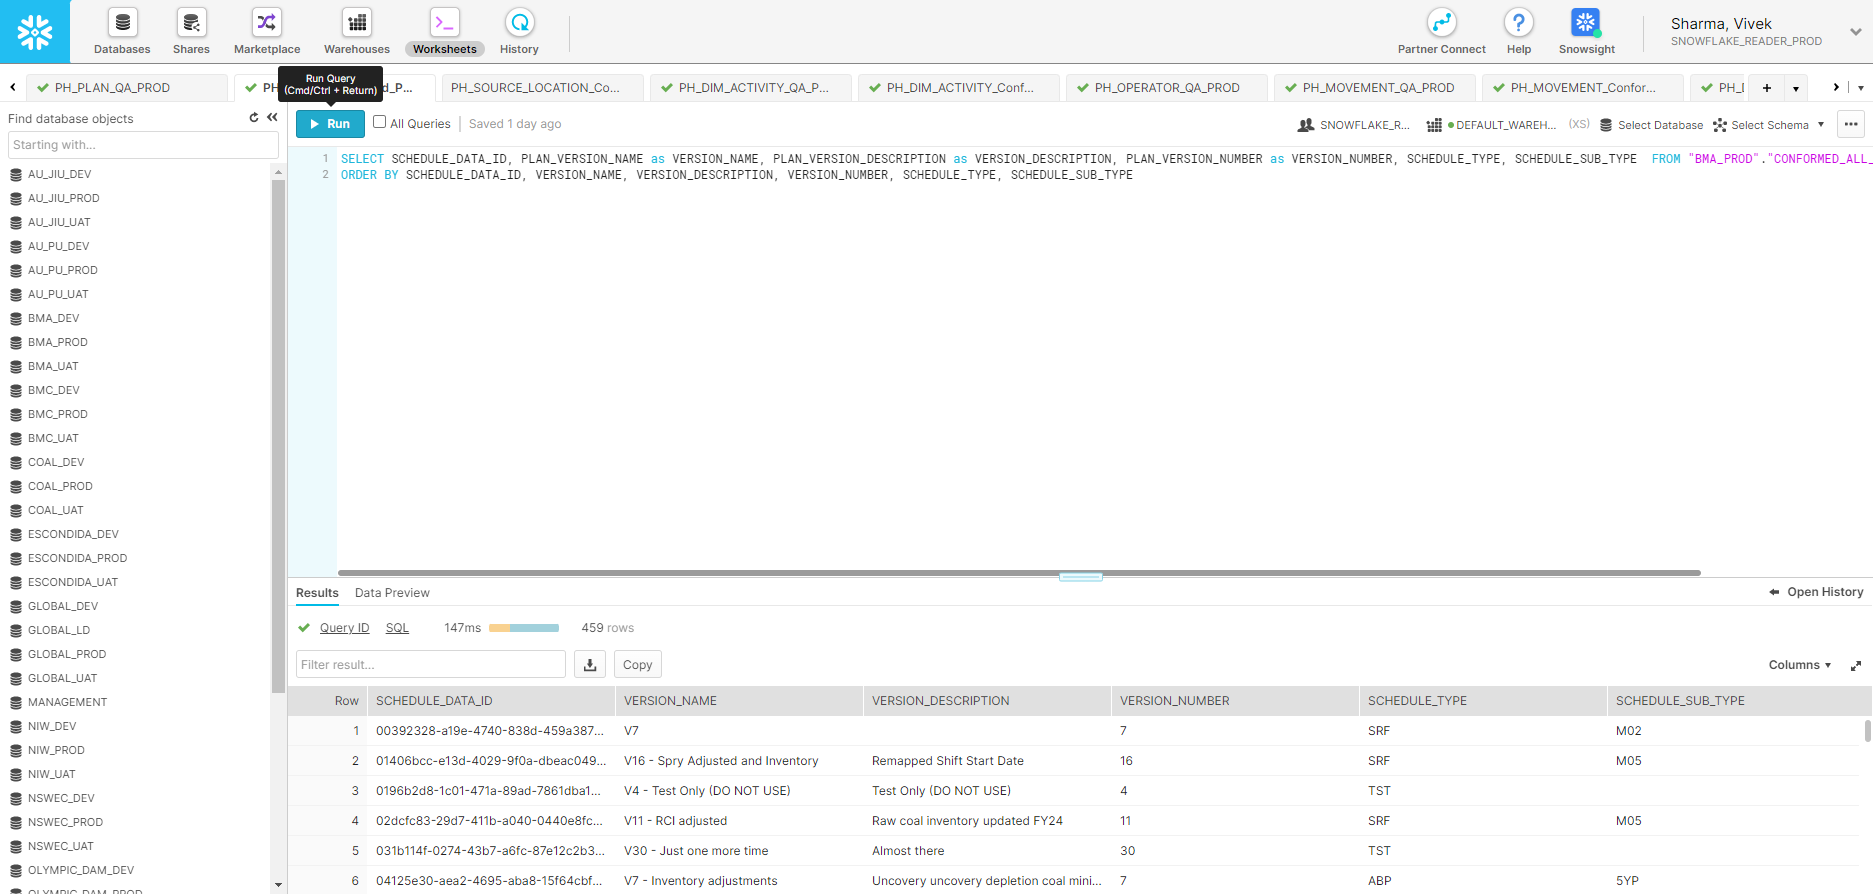 Databases
Shares
Marketplace
Warehouses
Worksheets
History
Partner Connect
Help
Snowsight
Sharma, Vivek
SNOWFLAKE_READER_PROD
PH_PLAN_QA_PROD
PH
Run Query
(Cmd/Ctrl + Return)
d_P...
PH_SOURCE_LOCATION_Co...
PH_DIM_ACTIVITY_QA_P...
PH_DIM_ACTIVITY_Conf...
PH_OPERATOR_QA_PROD
PH_MOVEMENT_QA_PROD
PH_MOVEMENT_Confor...
PH_D
Find database objects
Starting with...
Run
All Queries
Saved 1 day ago
SNOWFLAKE_R...
DEFAULT_WAREH...
(XS)
Select Database
Select Schema
AU_JIU_DEV
AU_JIU_PROD
AU_JIU_UAT
AU_PU_DEV
AU_PU_PROD
AU_PU_UAT
BMA_DEV
BMA_PROD
BMA_UAT
BMC_DEV
BMC_PROD
BMC_UAT
COAL_DEV
COAL_PROD
COAL_UAT
ESCONDIDA_DEV
ESCONDIDA_PROD
ESCONDIDA_UAT
GLOBAL_DEV
GLOBAL_LD
GLOBAL_PROD
GLOBAL_UAT
MANAGEMENT
NIW_DEV
NIW_PROD
NIW_UAT
NSWEC_DEV
NSWEC_PROD
NSWEC_UAT
OLYMPIC_DAM_DEV
OLYMPIC_DAM_PROD
1 SELECT SCHEDULE_DATA_ID, PLAN_VERSION_NAME as VERSION_NAME, PLAN_VERSION_DESCRIPTION as VERSION_DESCRIPTION, PLAN_VERSION_NUMBER as VERSION_NUMBER, SCHEDULE_TYPE, SCHEDULE_SUB_TYPE FROM "BMA_PROD"."CONFORMED_ALL_
2 ORDER BY SCHEDULE_DATA_ID, VERSION_NAME, VERSION_DESCRIPTION, VERSION_NUMBER, SCHEDULE_TYPE, SCHEDULE_SUB_TYPE
Results
Data Preview
Open History
Query ID
SQL
147ms
459 rows
Filter result...
Copy
Columns
Row SCHEDULE_DATA_ID VERSION_NAME VERSION_DESCRIPTION VERSION_NUMBER SCHEDULE_TYPE SCHEDULE_SUB_TYPE
1 00392328-a19e-4740-838d-459a387... V7 7 SRF M02
2 01406bcc-e13d-4029-9f0a-dbeac049... V16 - Spry Adjusted and Inventory Remapped Shift Start Date 16 SRF M05
3 0196b2d8-1c01-471a-89ad-7861dba1... V4 - Test Only (DO NOT USE) Test Only (DO NOT USE) 4 TST
4 02dcfc83-29d7-411b-a040-0440e8fc... V11 - RCI adjusted Raw coal inventory updated FY24 11 SRF M05
5 031b114f-0274-43b7-a6fc-87e12c2b3... V30 - Just one more time Almost there 30 TST
6 04125e30-aea2-4695-aba8-15f64cbf... V7 - Inventory adjustments Uncovery uncovery depletion coal mini... 7 ABP 5YP